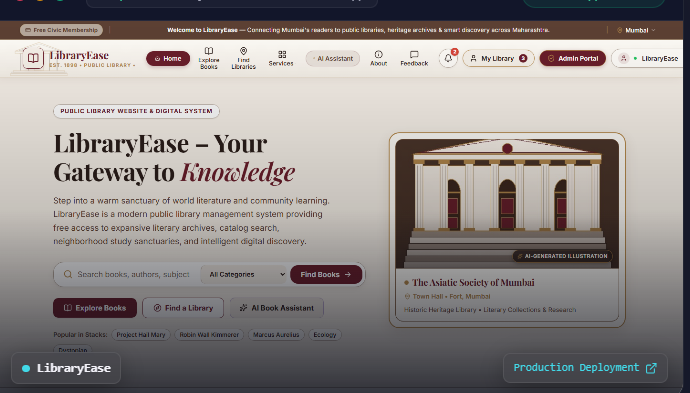 Free Civic Membership
Welcome to LibraryEase — Connecting Mumbai's readers to public libraries, heritage archives & smart discovery across Maharashtra.
Mumbai
LibraryEase
EST. 1898 • PUBLIC LIBRARY •
Home
Explore Books
Find Libraries
Services
AI Assistant
About
Feedback
My Library
Admin Portal
LibraryEase
PUBLIC LIBRARY WEBSITE & DIGITAL SYSTEM
LibraryEase – Your
Gateway to Knowledge
Step into a warm sanctuary of world literature and community learning.
LibraryEase is a modern public library management system providing
free access to expansive literary archives, catalog search,
neighborhood study sanctuaries, and intelligent digital discovery.
Search books, authors, subject
All Categories
Find Books →
Explore Books
Find a Library
AI Book Assistant
Popular in Stacks:
Project Hail Mary
Robin Wall Kimmerer
Marcus Aurelius
Ecology
AI-GENERATED ILLUSTRATION
The Asiatic Society of Mumbai
Town Hall • Fort, Mumbai
Historic Heritage Library • Literary Collections & Research
LibraryEase
Production Deployment